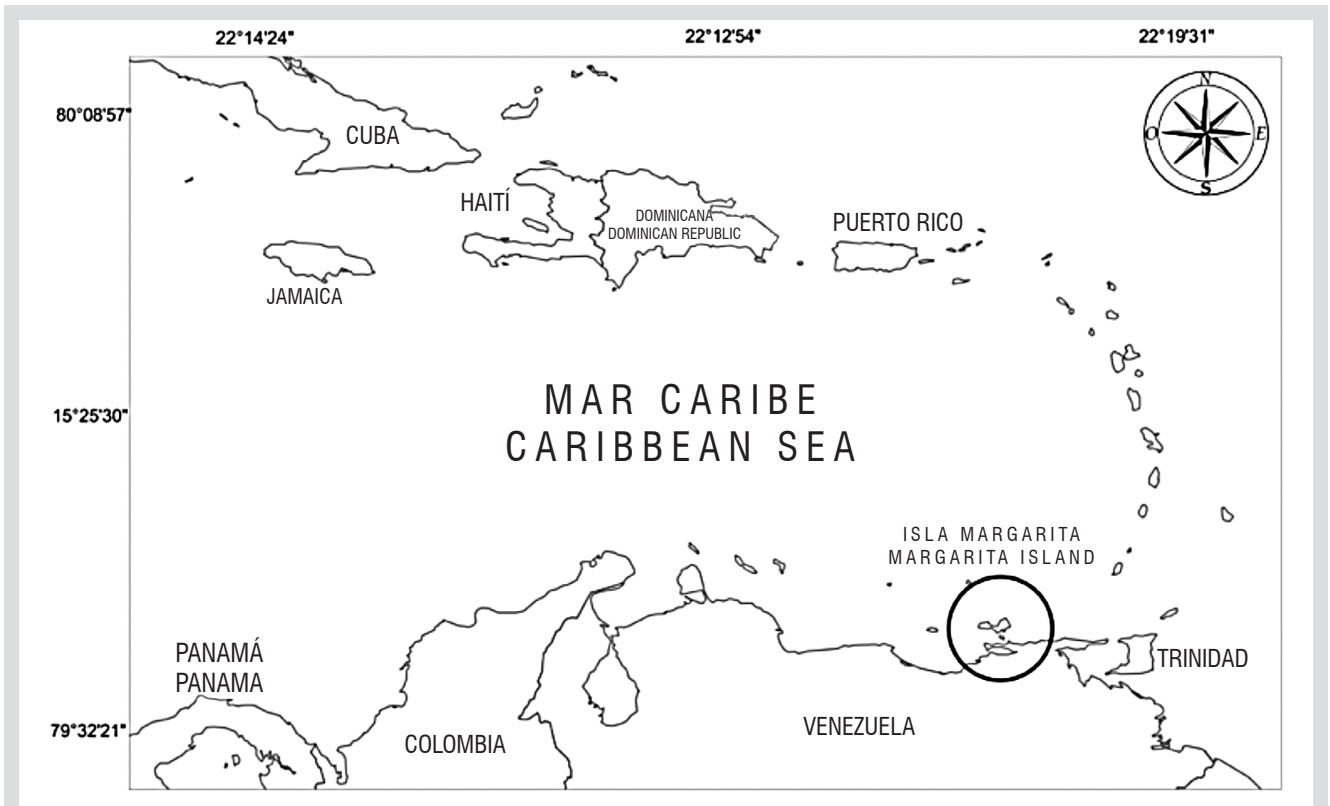 22°14'24"
22°12'54"
22°19'31"
80°08'57"
N
O
E
S
CUBA
HAITÍ
DOMINICANA
DOMINICAN REPUBLIC
PUERTO RICO
JAMAICA
MAR CARIBE
CARIBBEAN SEA
15°25'30"
ISLA MARGARITA
MARGARITA ISLAND
PANAMÁ
PANAMA
TRINIDAD
79°32'21"
COLOMBIA
VENEZUELA